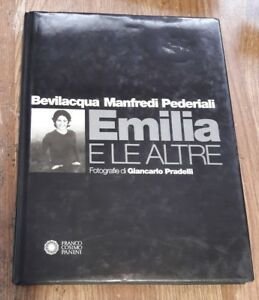 Bevilacqua Manfredi Pederiali
Emilia
E LE ALTRE
Fotografie di Giancarlo Pradelli
FRANCO
COSIMO
PANINI